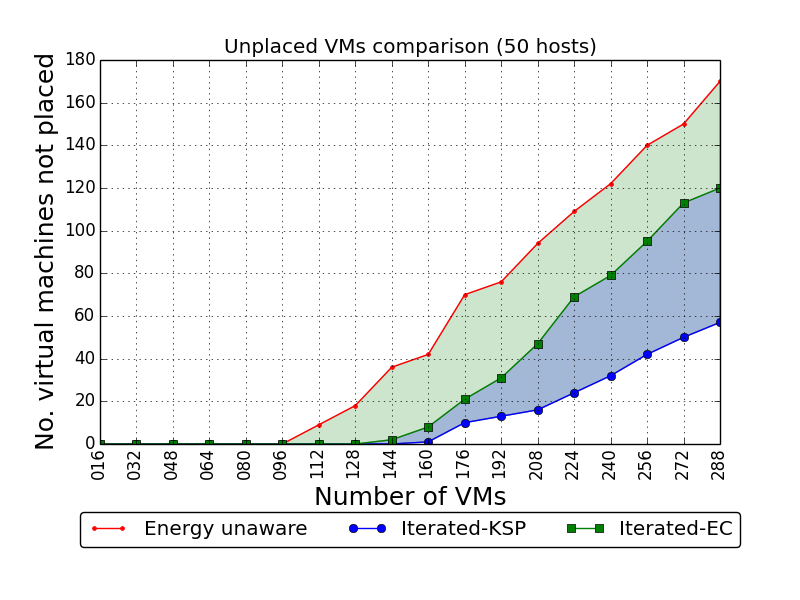 Unplaced VMs comparison (50 hosts)
No. virtual machines not placed
180
160
140
120
100
80
60
40
20
0
016 032 048 064 080 096 112 128 144 160 176 192 208 224 240 256 272 288
Number of VMs
Energy unaware Iterated-KSP Iterated-EC